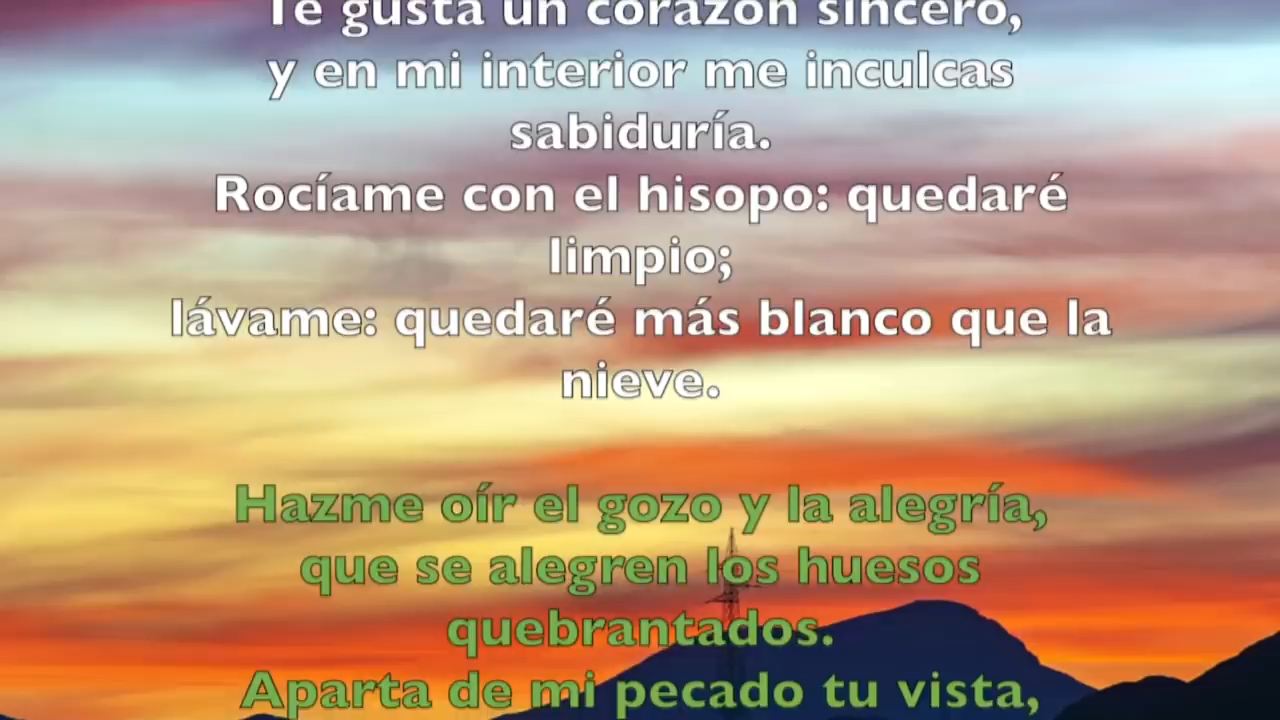 Te gusta un corazón sincero,
y en mi interior me inculcas
sabiduría.
Rocíame con el hisopo: quedaré
limpio;
lávame: quedaré más blanco que la
nieve.
Hazme oír el gozo y la alegría,
que se alegren los huesos
quebrantados.
Aparta de mi pecado tu vista,